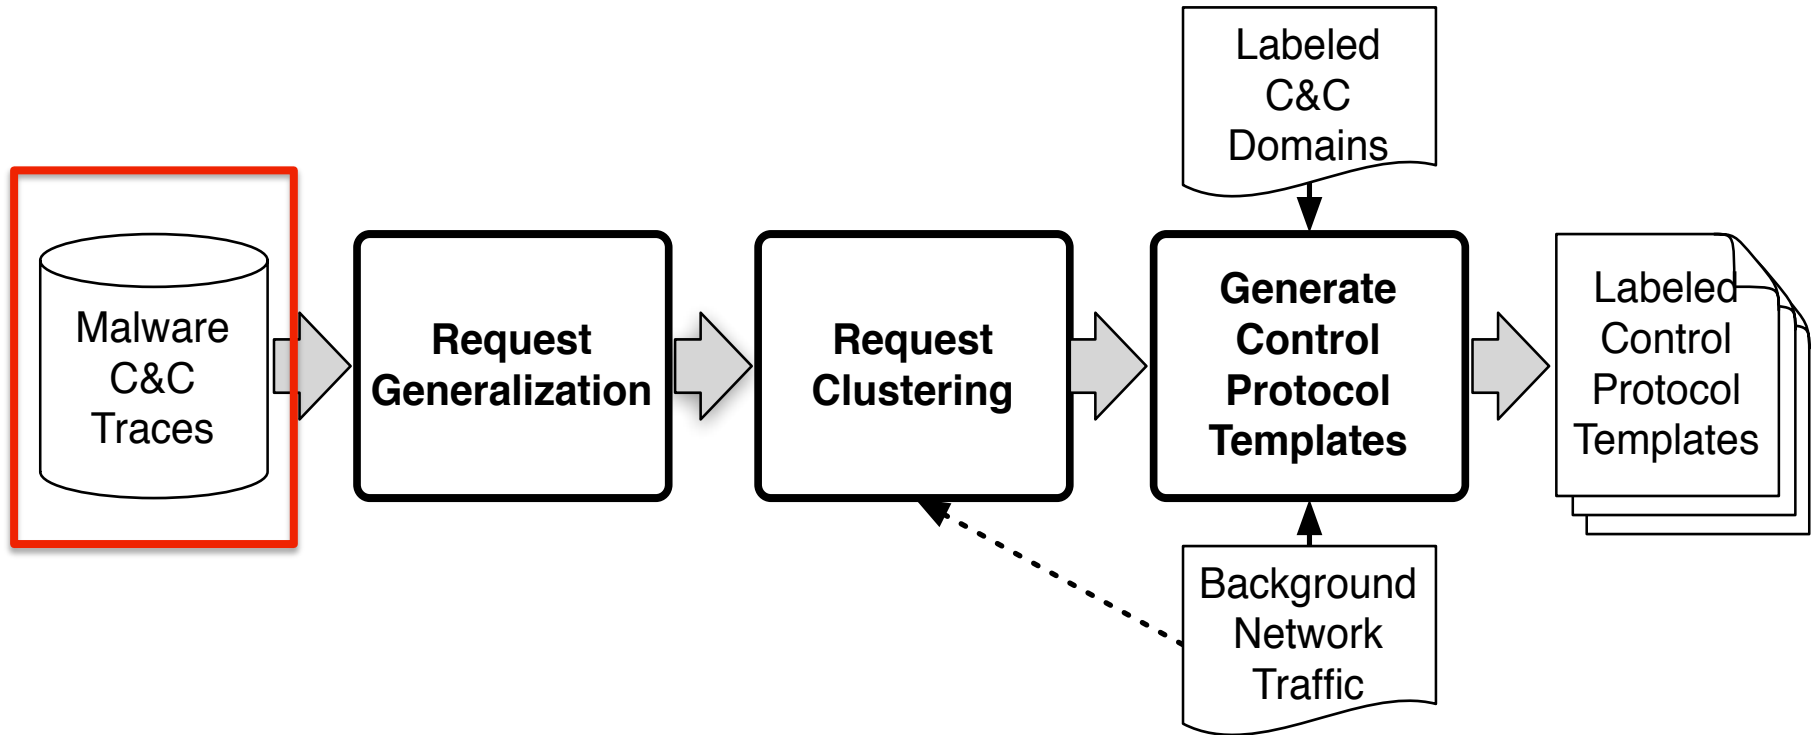 Labeled
C&C
Domains
Malware
C&C
Traces
Request
Generalization
Request
Clustering
Generate
Control
Protocol
Templates
Labeled
Control
Protocol
Templates
Background
Network
Traffic